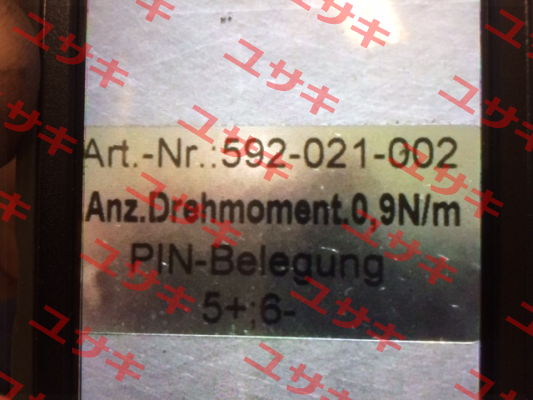 Art.-Nr.:592-021-002
Anz.Drehmoment.0,9N/m
PIN-Belegung
5+;6-
ユサキ